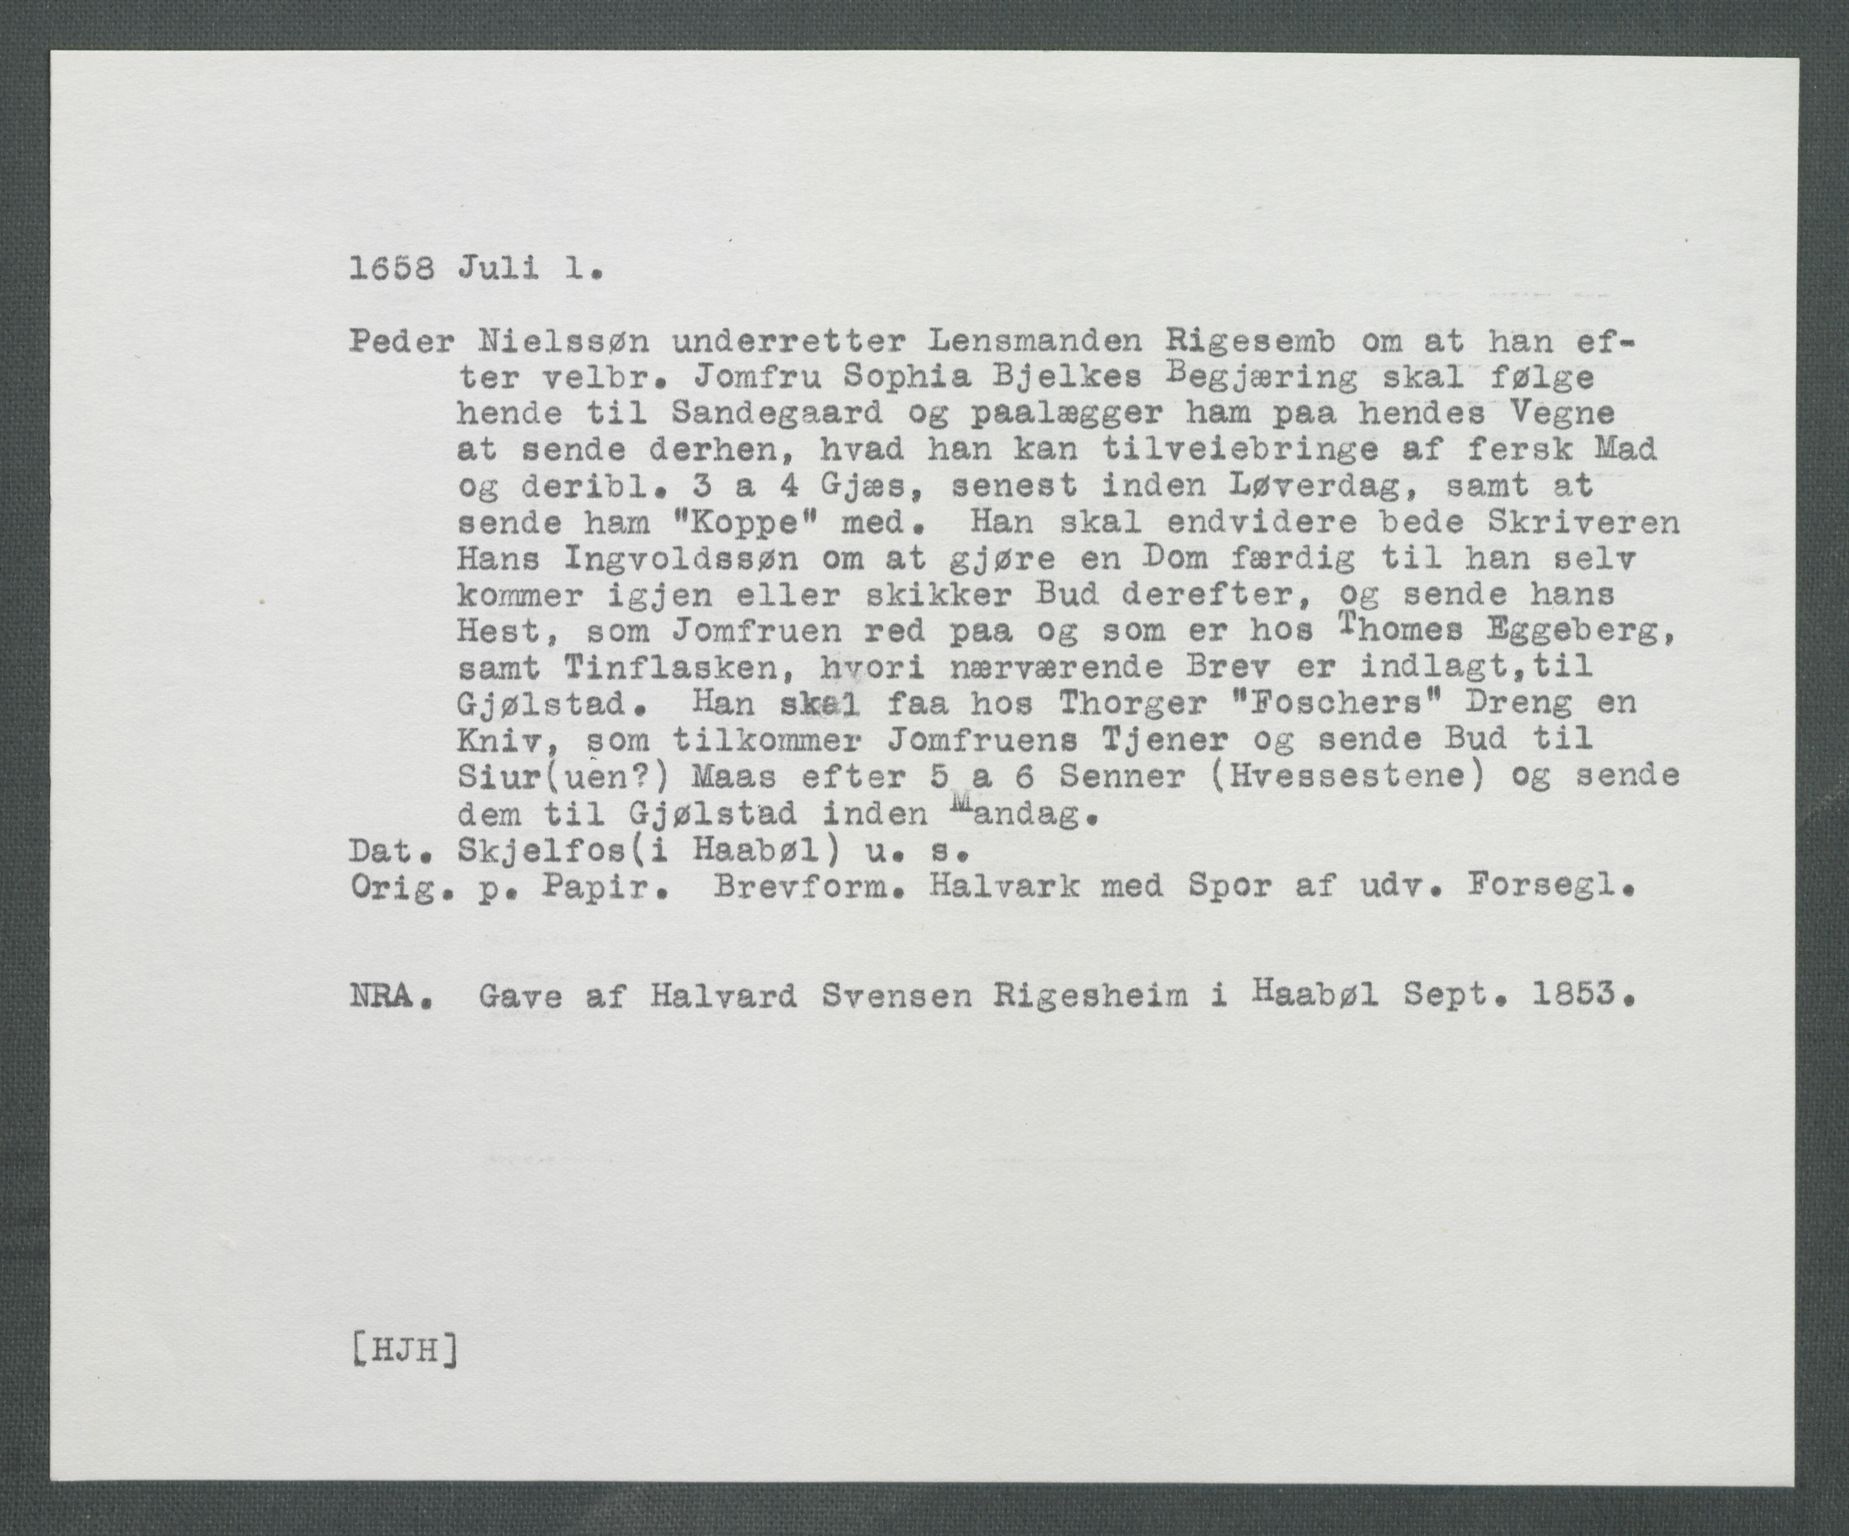 1658 Juli 1.
Peder Nielssøn underretter Lensmanden Rigesemb om at han ef-
ter velbr. Jomfru Sophia Bjelkes Begjæring skal følge
hende til Sandegaard og paalægger ham paa hendes Vegne
at sende derhen, hvad han kan tilveiebringe af fersk Mad
og deribl. 3 a 4 Gjæs, senest inden Løverdag, samt at
sende ham "Koppe" med. Han skal endvidere bede Skriveren
Hans Ingvoldssøn om at gjøre en Dom færdig til han selv
kommer igjen eller skikker Bud derefter, og sende hans
Hest, som Jomfruen red paa og som er hos Thomes Eggeberg,
samt Tinflasken, hvori nærværende Brev er indlagt,til
Gjølstad. Han skal faa hos Thorger "Foschers" Dreng en
Kniv, som tilkommer Jomfruens Tjener og sende Bud til
Siur(uen?) Maas efter 5 a 6 Senner (Hvessestene) og sende
dem til Gjølstad inden Mandag.
Dat. Skjelfos(i Haabøl) u. s.
Orig. p. Papir. Brevform. Halvark med Spor af udv. Forsegl.
NRA. Gave af Halvard Svensen Rigesheim i Haabøl Sept. 1853.
[HJH]